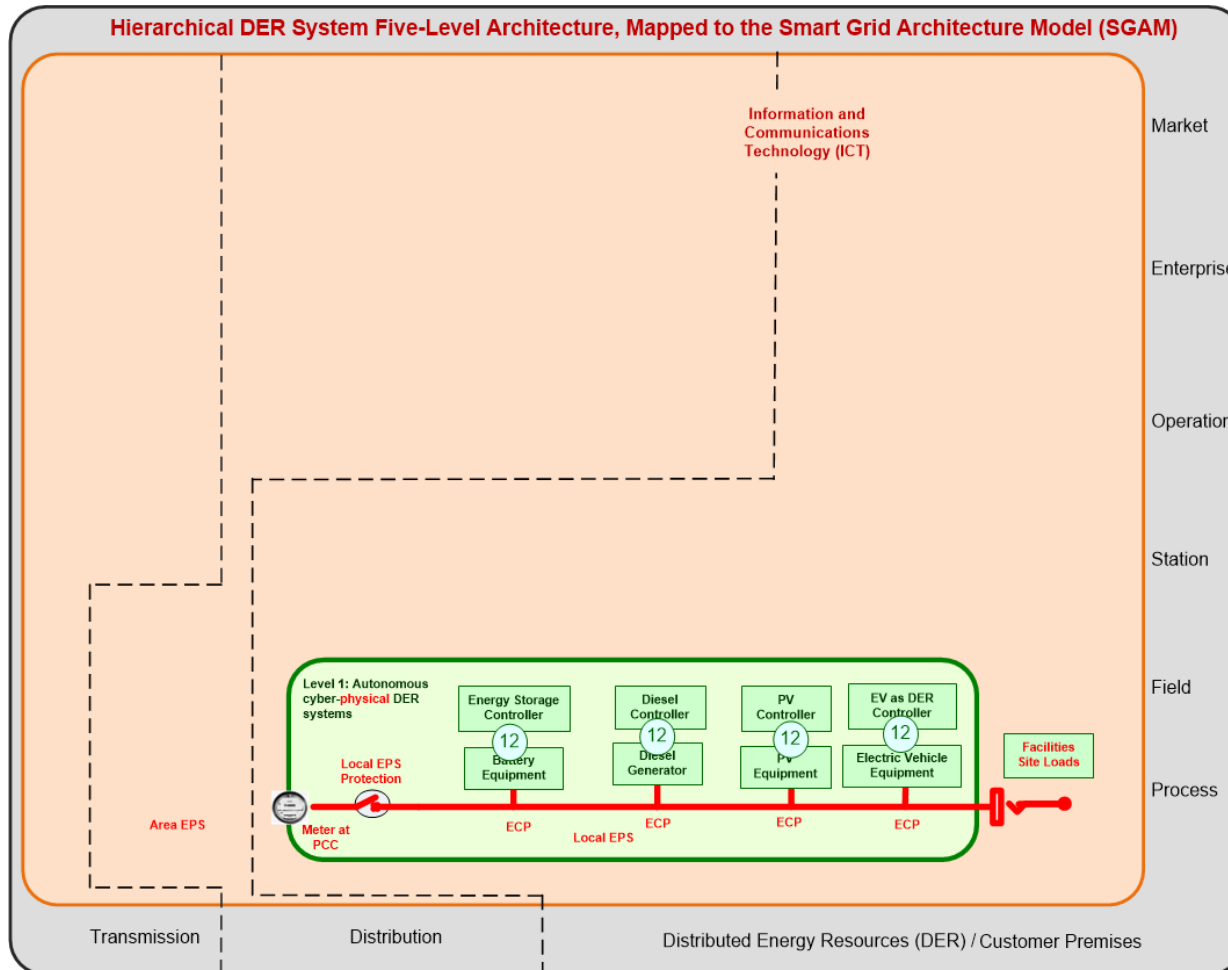 Hierarchical DER System Five-Level Architecture, Mapped to the Smart Grid Architecture Model (SGAM)
Information and
Communications
Technology (ICT)
Market
Enterprise
Operation
Station
Field
Process
Level 1: Autonomous
cyber-physical DER
systems
Energy Storage
Controller
12
Battery
Equipment
Diesel
Controller
12
Diesel
Generator
PV
Controller
12
PV
Equipment
EV as DER
Controller
12
Electric Vehicle
Equipment
Facilities
Site Loads
Local EPS
Protection
Area EPS
Meter at
PCC
ECP
ECP
ECP
ECP
Local EPS
Transmission
Distribution
Distributed Energy Resources (DER) / Customer Premises